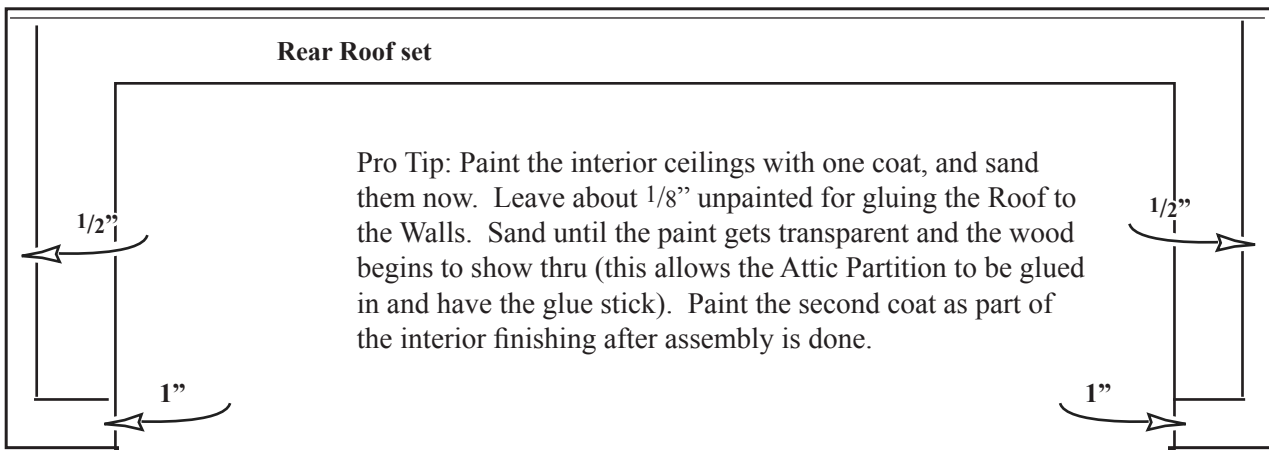 Rear Roof set
Pro Tip: Paint the interior ceilings with one coat, and sand
them now.  Leave about 1/8” unpainted for gluing the Roof to
the Walls.  Sand until the paint gets transparent and the wood
begins to show thru (this allows the Attic Partition to be glued
in and have the glue stick).  Paint the second coat as part of
the interior finishing after assembly is done.
1/2”
1/2”
1”
1”